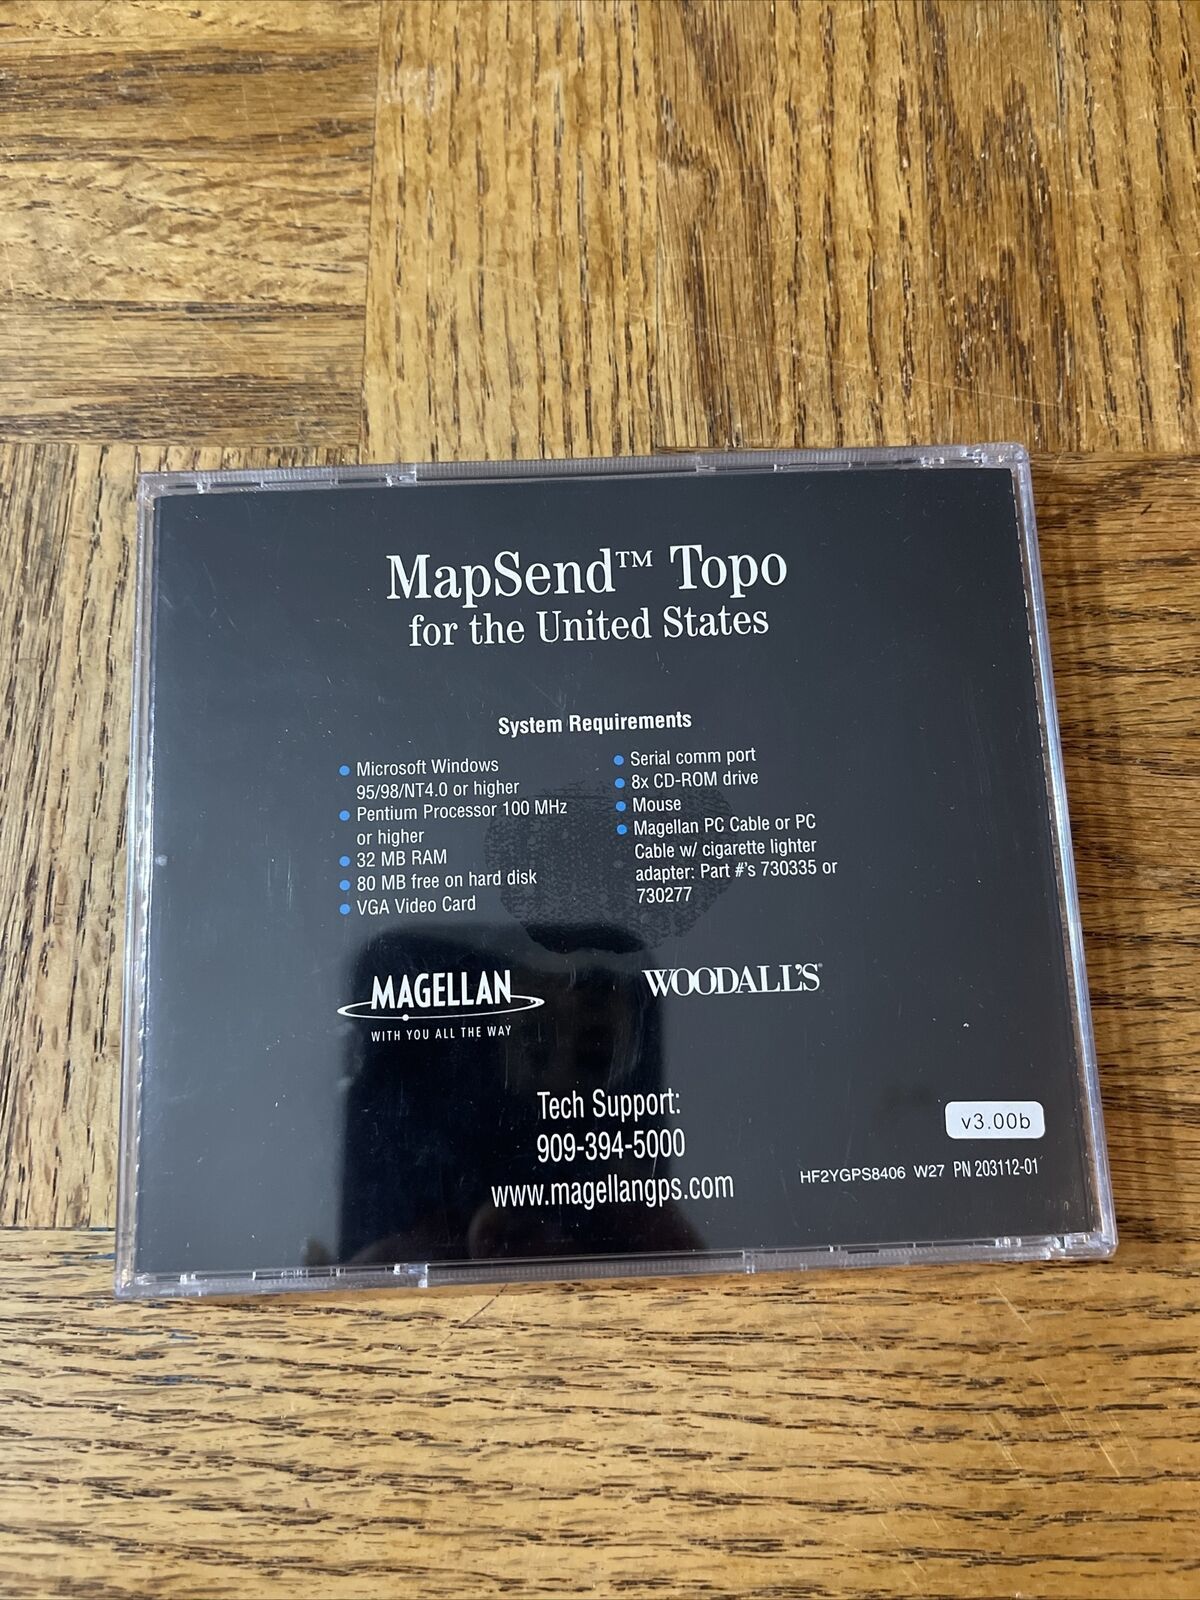 MapSend™ Topo
for the United States
System Requirements
Microsoft Windows
95/98/NT4.0 or higher
Pentium Processor 100 MHz
or higher
32 MB RAM
80 MB free on hard disk
VGA Video Card
Serial comm port
8x CD-ROM drive
Mouse
Magellan PC Cable or PC
Cable w/ cigarette lighter
adapter: Part #'s 730335 or
730277
MAGELLAN
WITH YOU ALL THE WAY
WOODALL'S®
Tech Support:
909-394-5000
www.magellangps.com
v3.00b
HF2YGPS8406 W27 PN 203112-01